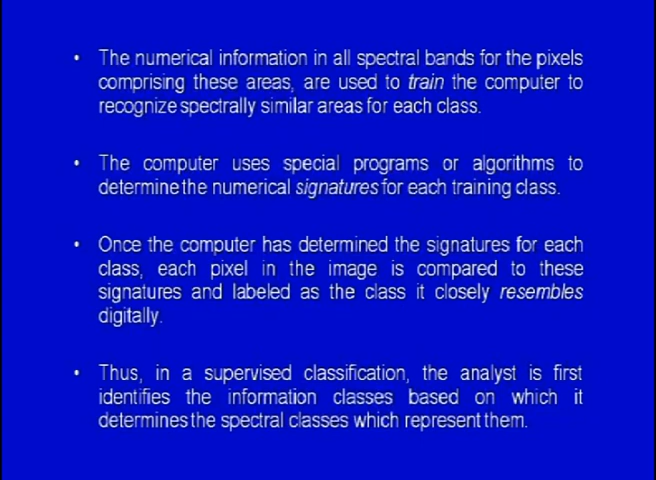 • The numerical information in all spectral bands for the pixels
comprising these areas, are used to train the computer to
recognize spectrally similar areas for each class.
• The computer uses special programs or algorithms to
determine the numerical signatures for each training class.
• Once the computer has determined the signatures for each
class, each pixel in the image is compared to these
signatures and labeled as the class it closely resembles
digitally.
• Thus, in a supervised classification, the analyst is first
identifies the information classes based on which it
determines the spectral classes which represent them.